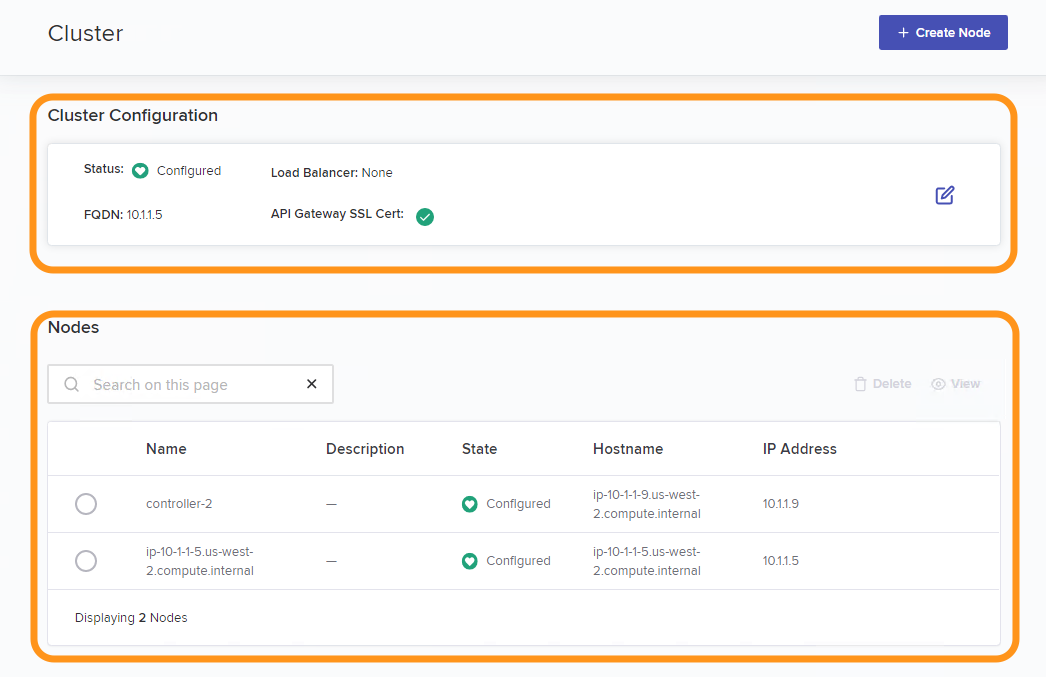 Cluster
+ Create Node
Cluster Configuration
Status: Configured
Load Balancer: None
FQDN: 10.1.1.5
API Gateway SSL Cert:
Nodes
Search on this page
Delete
View
Name Description State Hostname IP Address
controller-2 — Configured ip-10-1-1-9.us-west-
2.compute.internal 10.1.1.9
ip-10-1-1-5.us-west-
2.compute.internal — Configured ip-10-1-1-5.us-west-
2.compute.internal 10.1.1.5
Displaying 2 Nodes